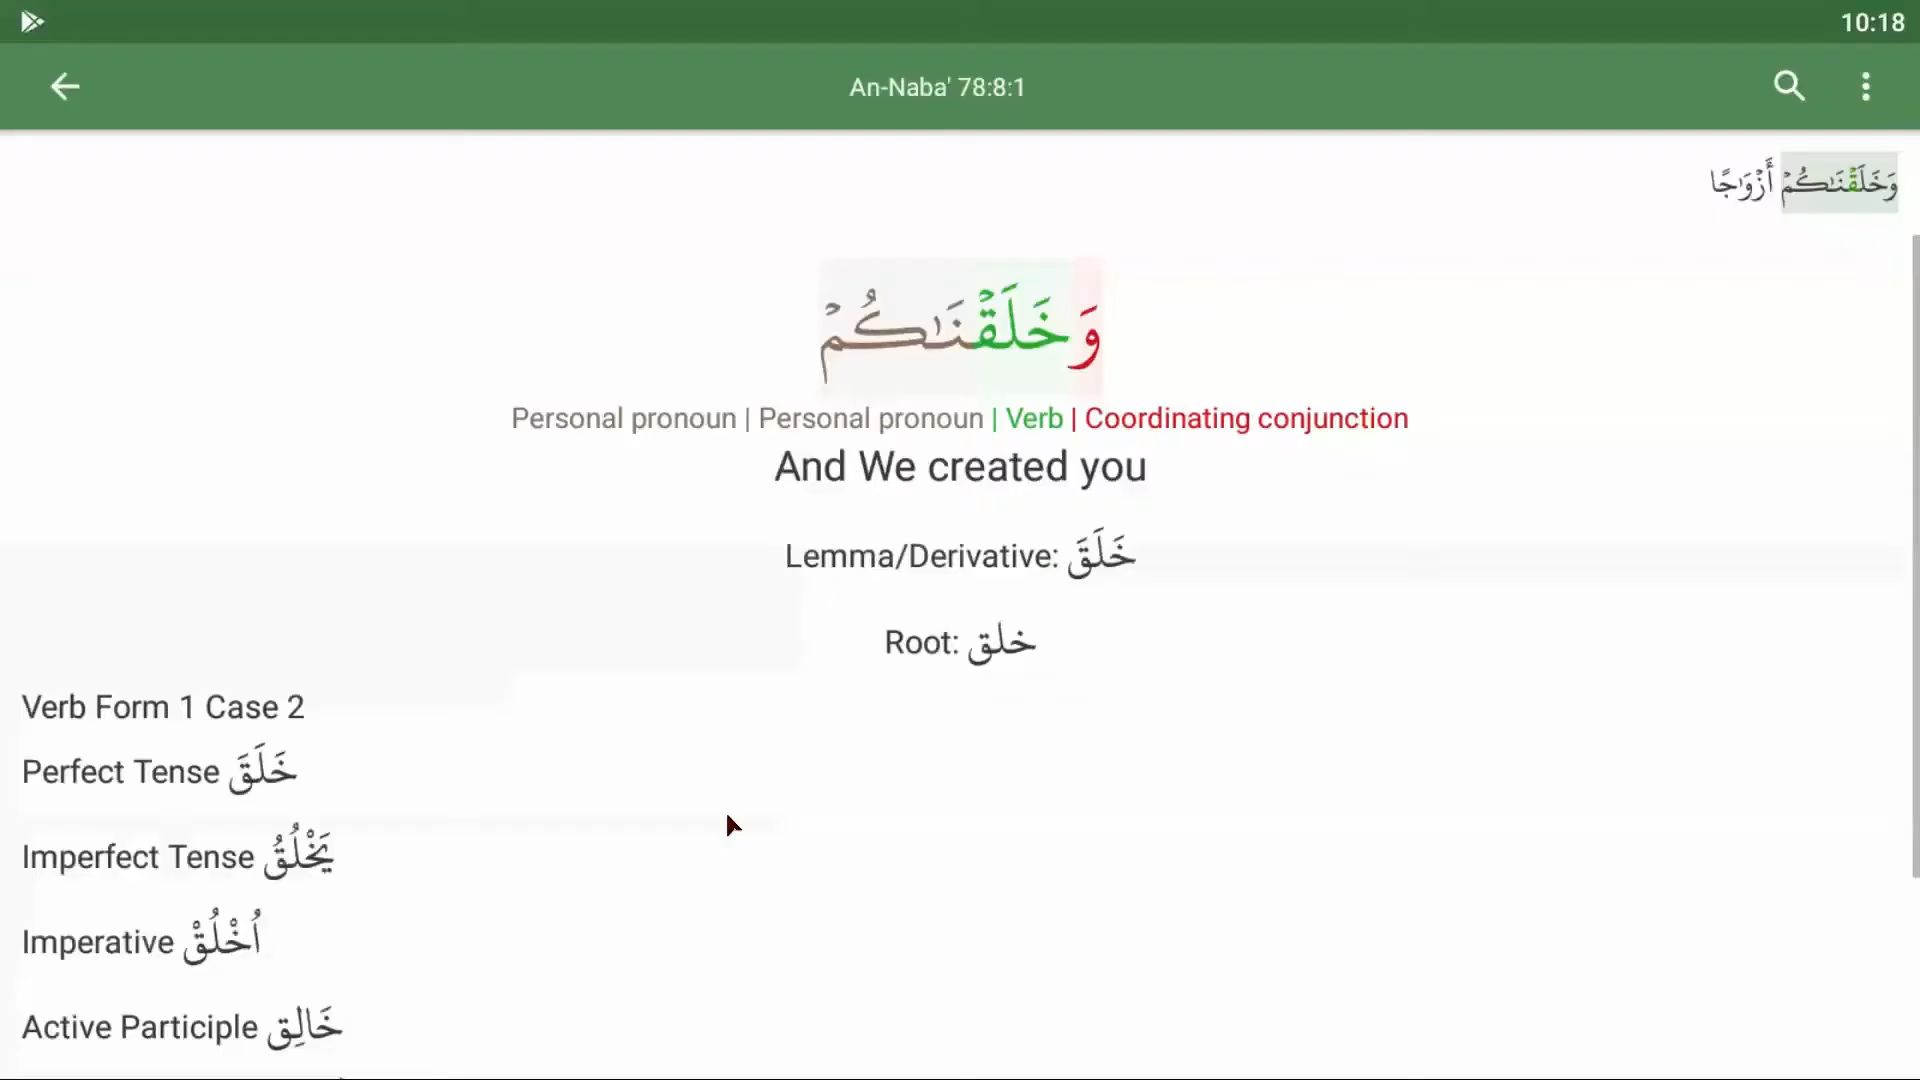 10:18
An-Naba' 78:8:1
وَخَلَقْنَـٰكُمْ أَزْوَٰجًا
وَخَلَقْنَـٰكُمْ
Personal pronoun | Personal pronoun | Verb | Coordinating conjunction
And We created you
Lemma/Derivative: خَلَقَ
Root: خلق
Verb Form 1 Case 2
Perfect Tense خَلَقَ
Imperfect Tense يَخْلُقُ
Imperative اُخْلُقْ
Active Participle خَالِق